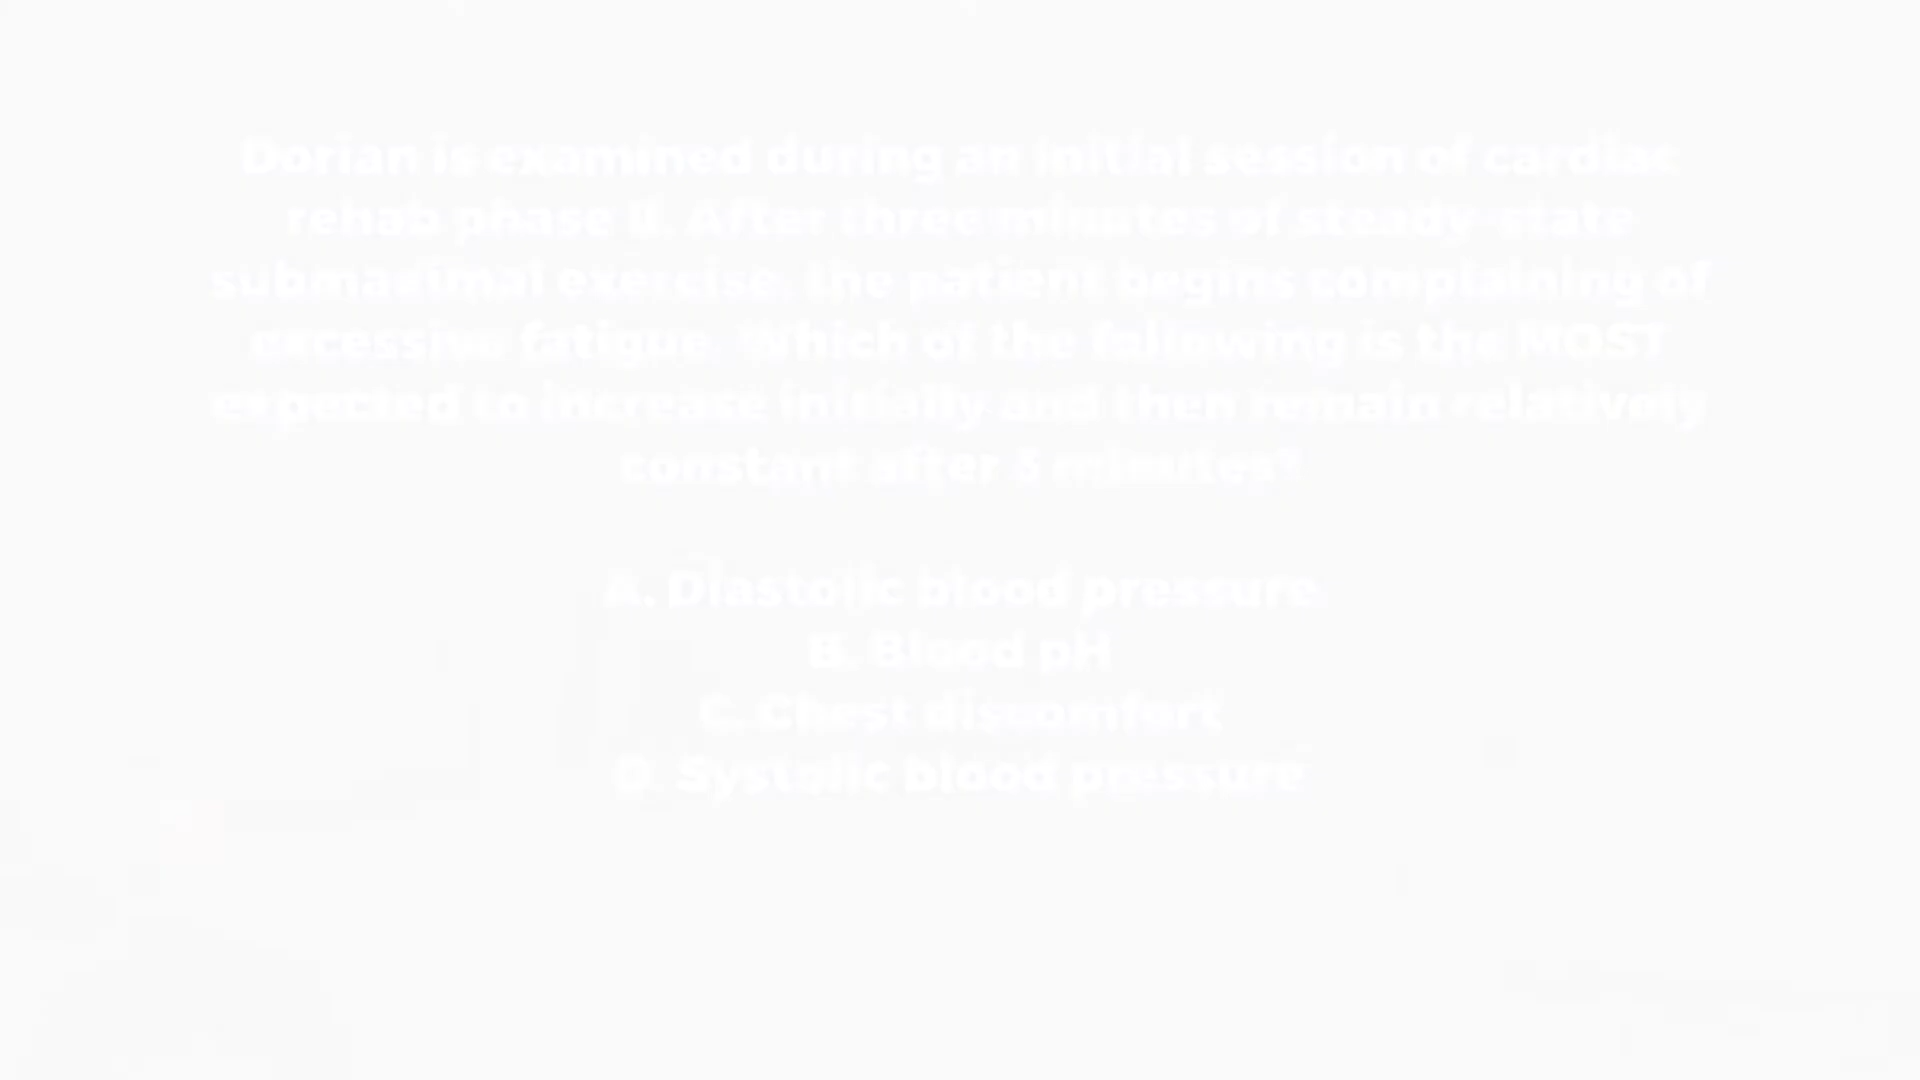 Dorian is examined during an initial session of cardiac
rehab phase II. After three minutes of steady-state
submaximal exercise, the patient begins complaining of
excessive fatigue. Which of the following is the MOST
expected to increase initially and then remain relatively
constant after 3 minutes?
A. Diastolic blood pressure
B. Blood pH
C. Chest discomfort
D. Systolic blood pressure